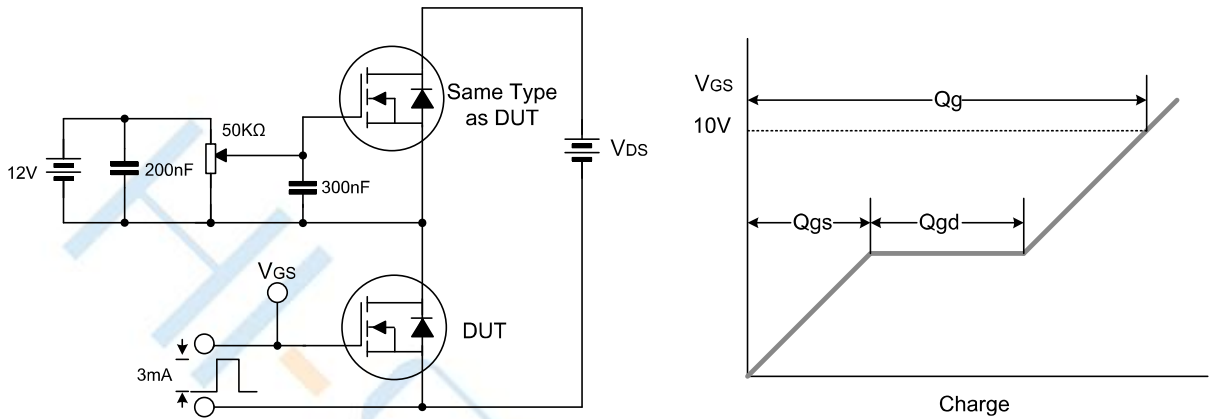 Same Type
as DUT
12V
200nF
50KΩ
300nF
VDS
VGS
DUT
3mA
VGS
10V
Qg
Qgs
Qgd
Charge